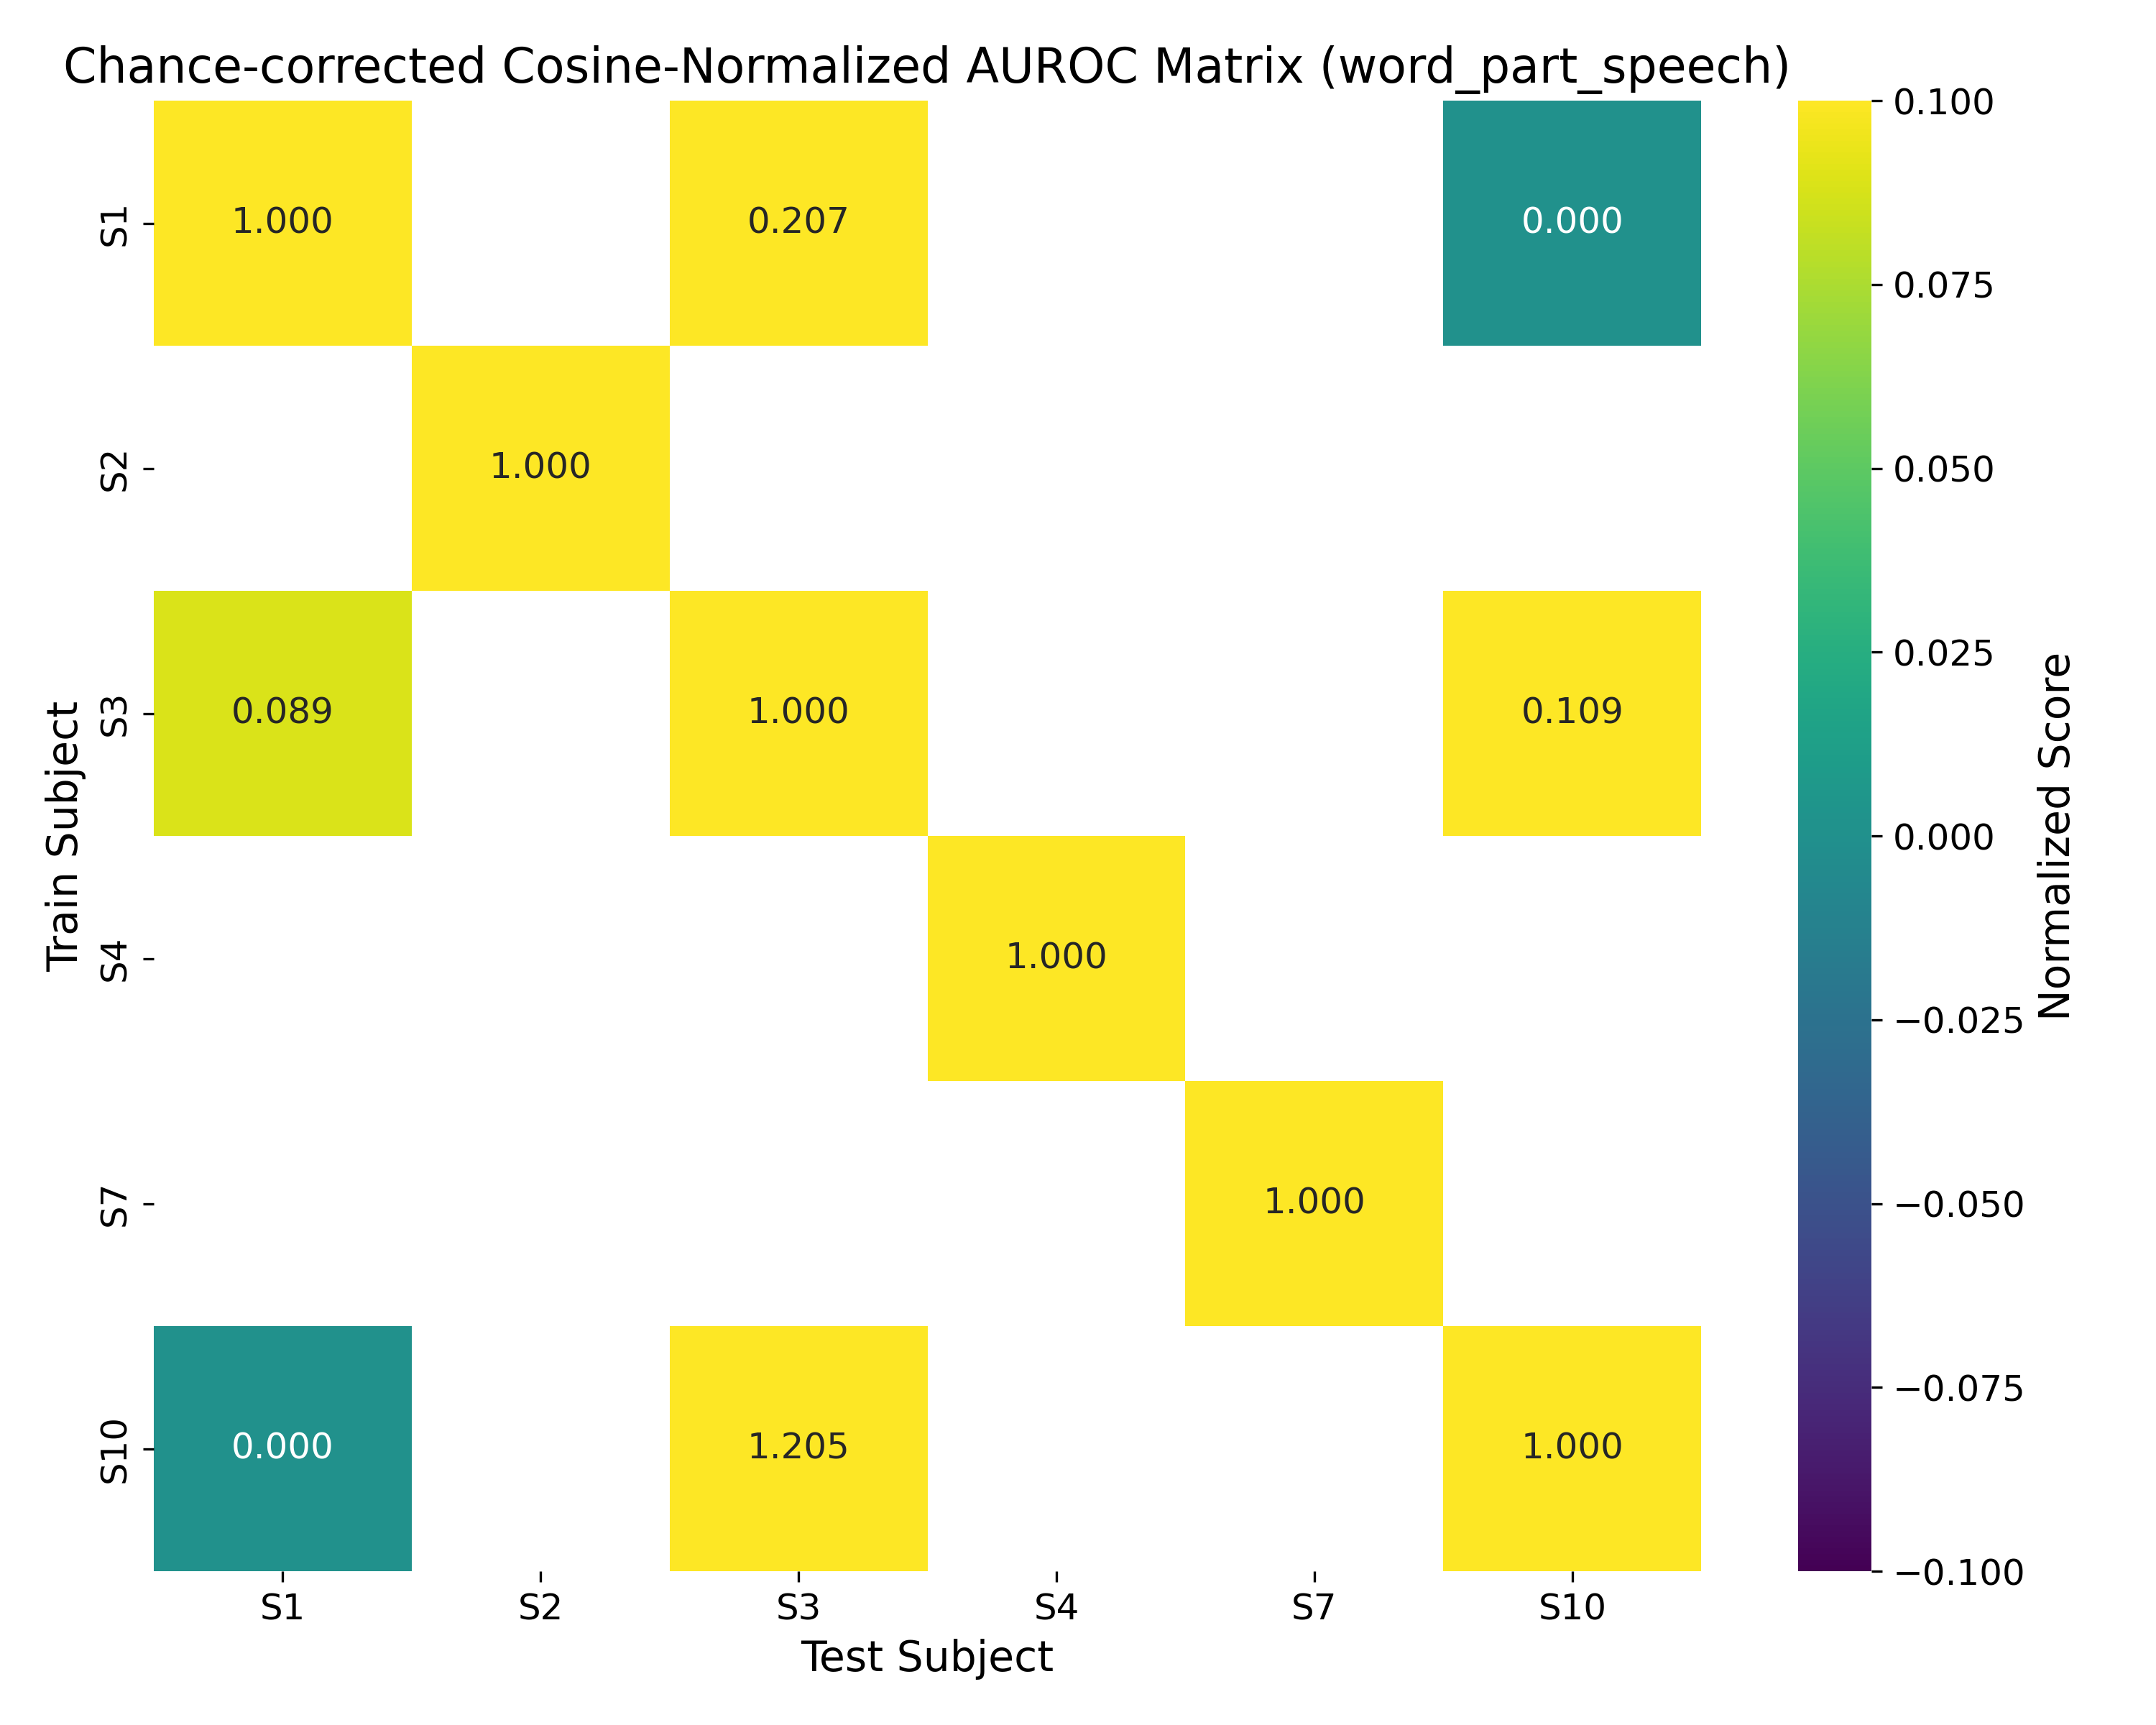 Chance-corrected Cosine-Normalized AUROC Matrix (word_part_speech)
S1
1.000
0.207
0.000
S2
1.000
S3
0.089
1.000
0.109
S4
1.000
S7
1.000
S10
0.000
1.205
1.000
S1
S2
S3
S4
S7
S10
Test Subject
Train Subject
0.100
0.075
0.050
0.025
0.000
−0.025
−0.050
−0.075
−0.100
Normalized Score